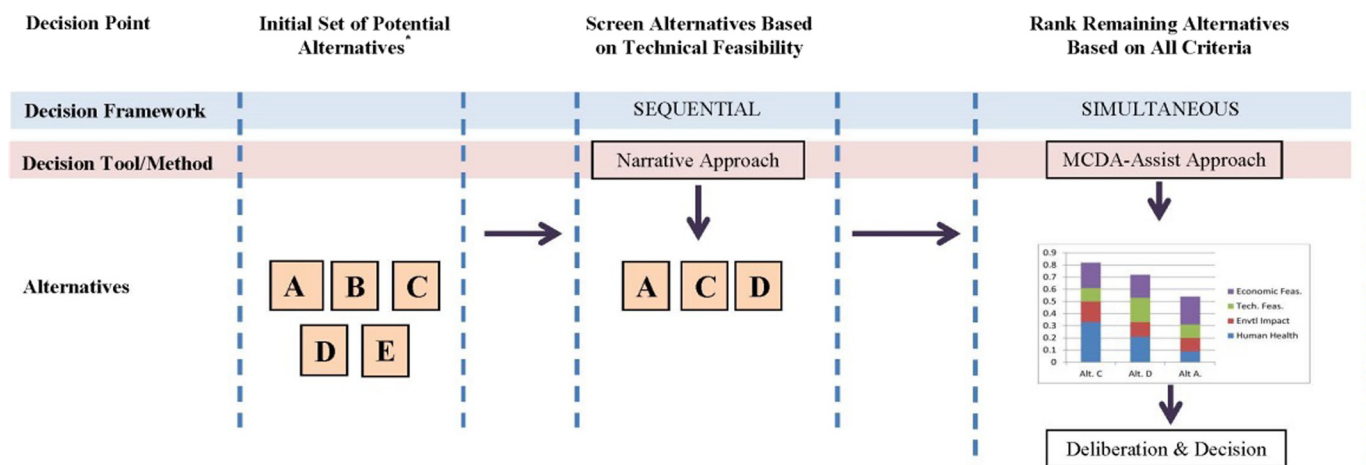 Decision Point
Initial Set of Potential
Alternatives*
Screen Alternatives Based
on Technical Feasibility
Rank Remaining Alternatives
Based on All Criteria
Decision Framework
SEQUENTIAL
SIMULTANEOUS
Decision Tool/Method
Narrative Approach
MCDA-Assist Approach
Alternatives
A B C
D E
A C D
0.9
0.8
0.7
0.6
0.5
0.4
0.3
0.2
0.1
0
Economic Feas.
Tech. Feas.
Envtl Impact
Human Health
Alt. C Alt. D Alt A.
Deliberation & Decision